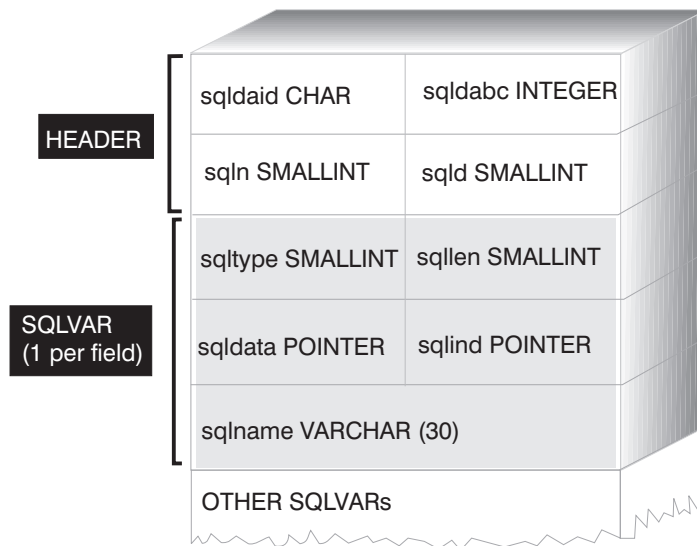 HEADER
sqldaid CHAR
sqldabc INTEGER
sqln SMALLINT
sqld SMALLINT
SQLVAR
(1 per field)
sqltype SMALLINT
sqllen SMALLINT
sqldata POINTER
sqlind POINTER
sqlname VARCHAR (30)
OTHER SQLVARs